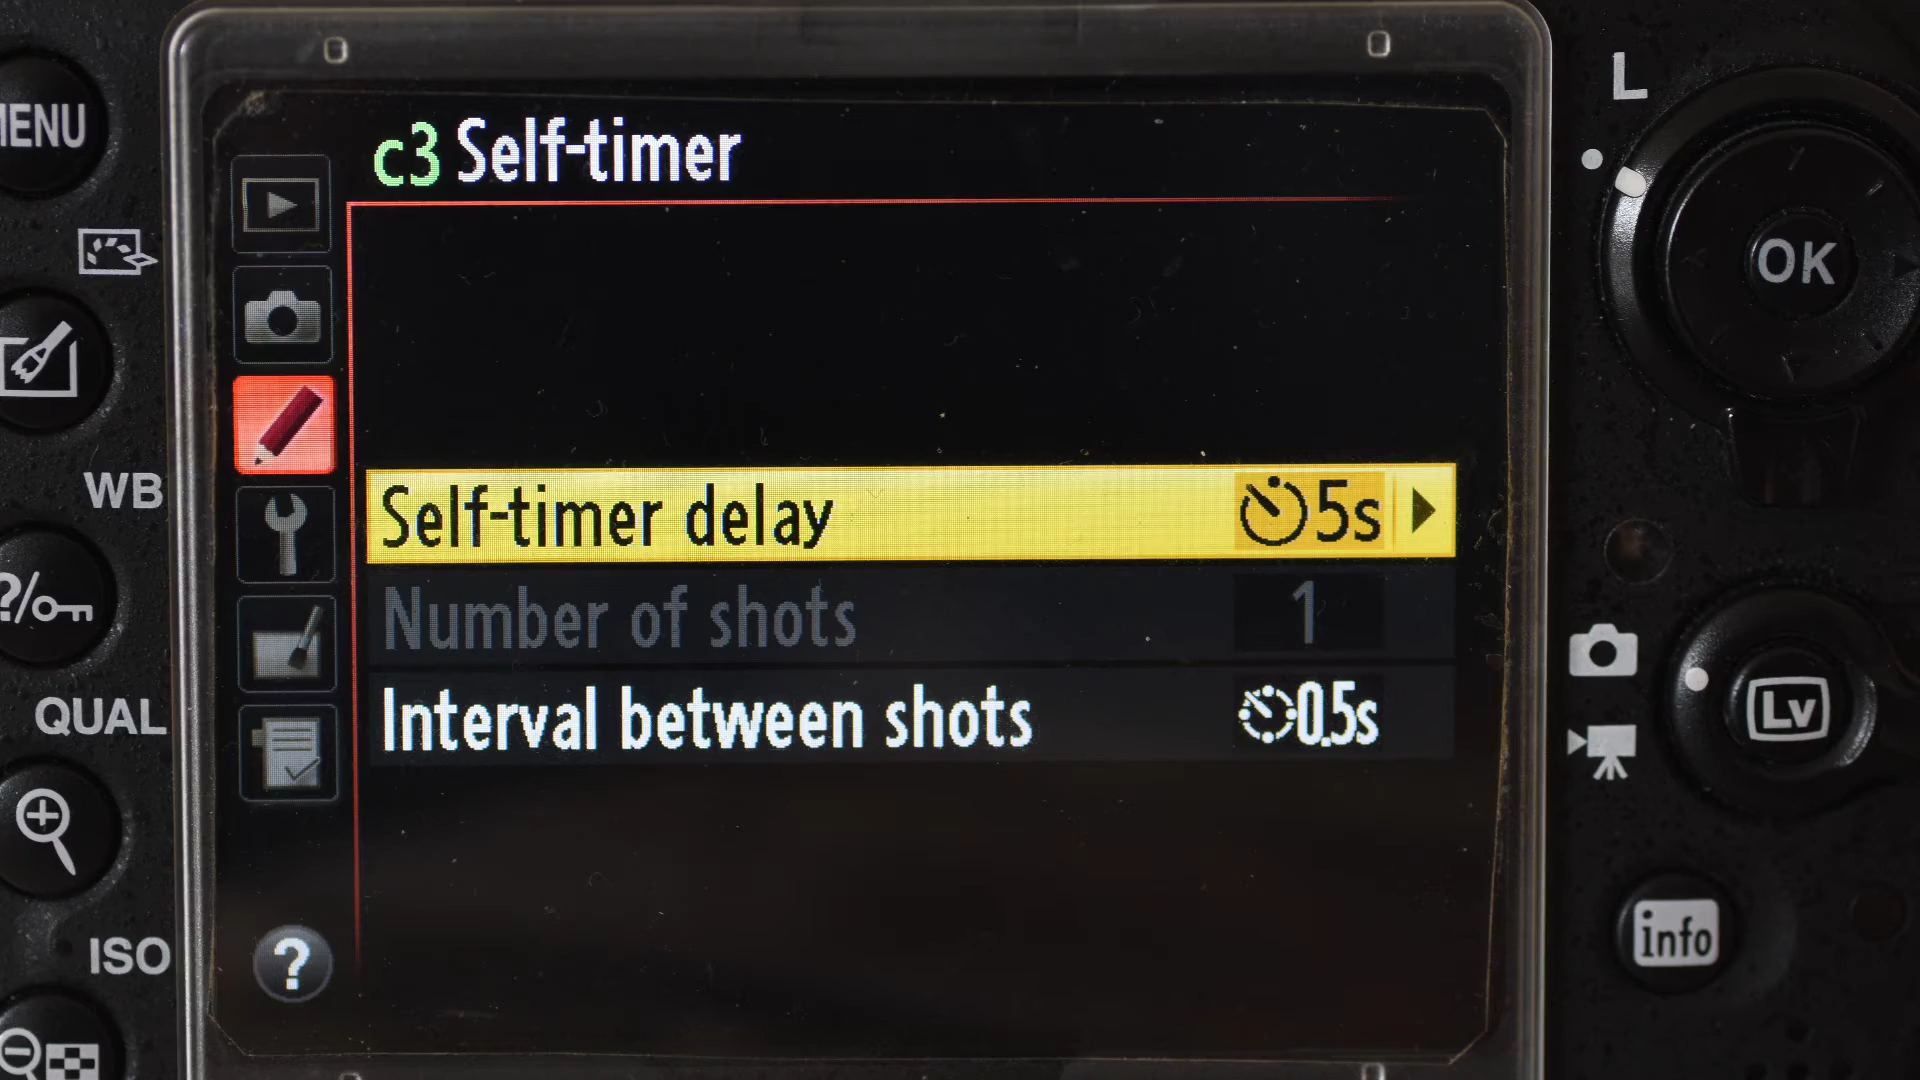 MENU
L
c3 Self-timer
OK
WB
Self-timer delay 5s
?/
Number of shots 1
QUAL
Interval between shots 0.5s
Lv
ISO
?
info